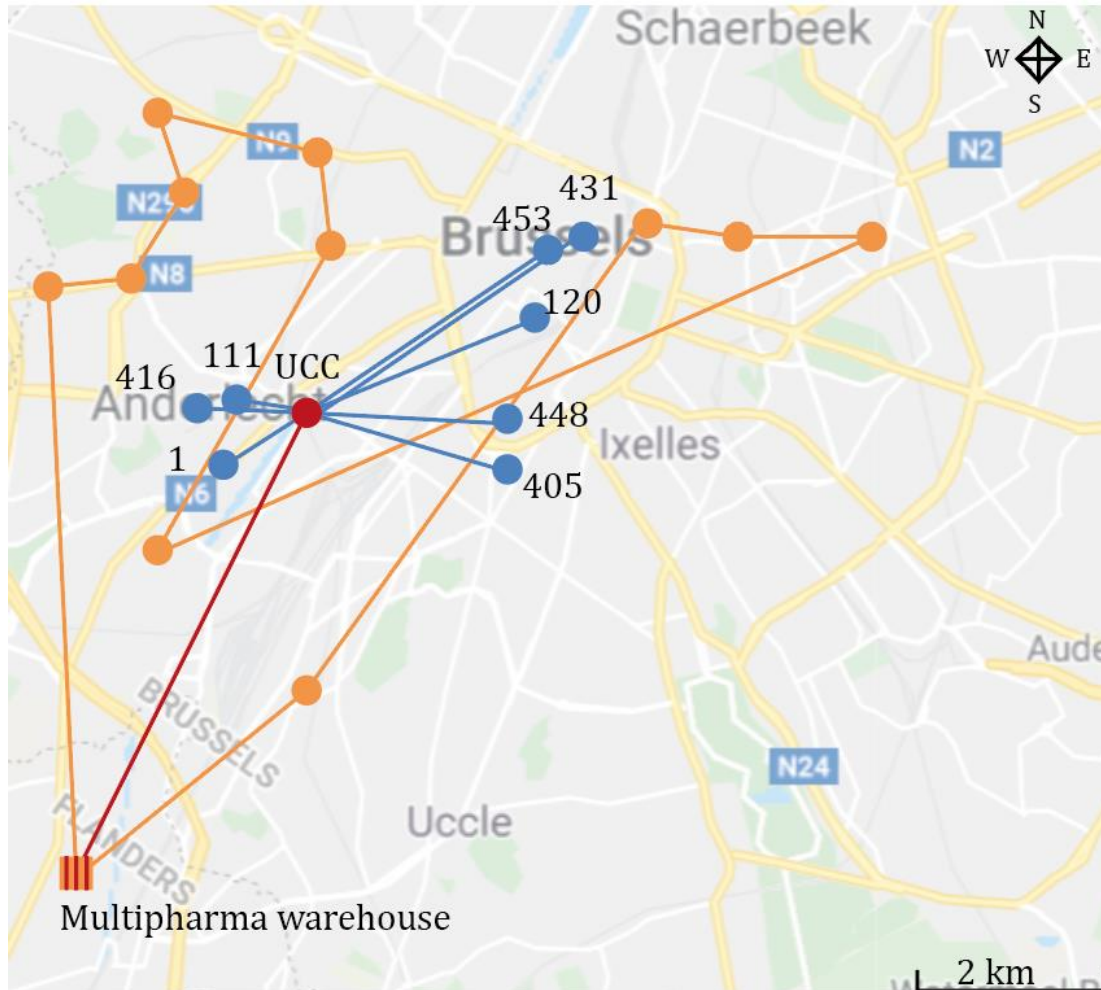 Schaerbeek
N
W E
S
N9
N2
N290
431
453
Brussels
N8
120
111 UCC
416
Anderlecht
448
Ixelles
1
405
N6
Aude
BRUSSELS
N24
FLANDERS
Uccle
Multipharma warehouse
2 km